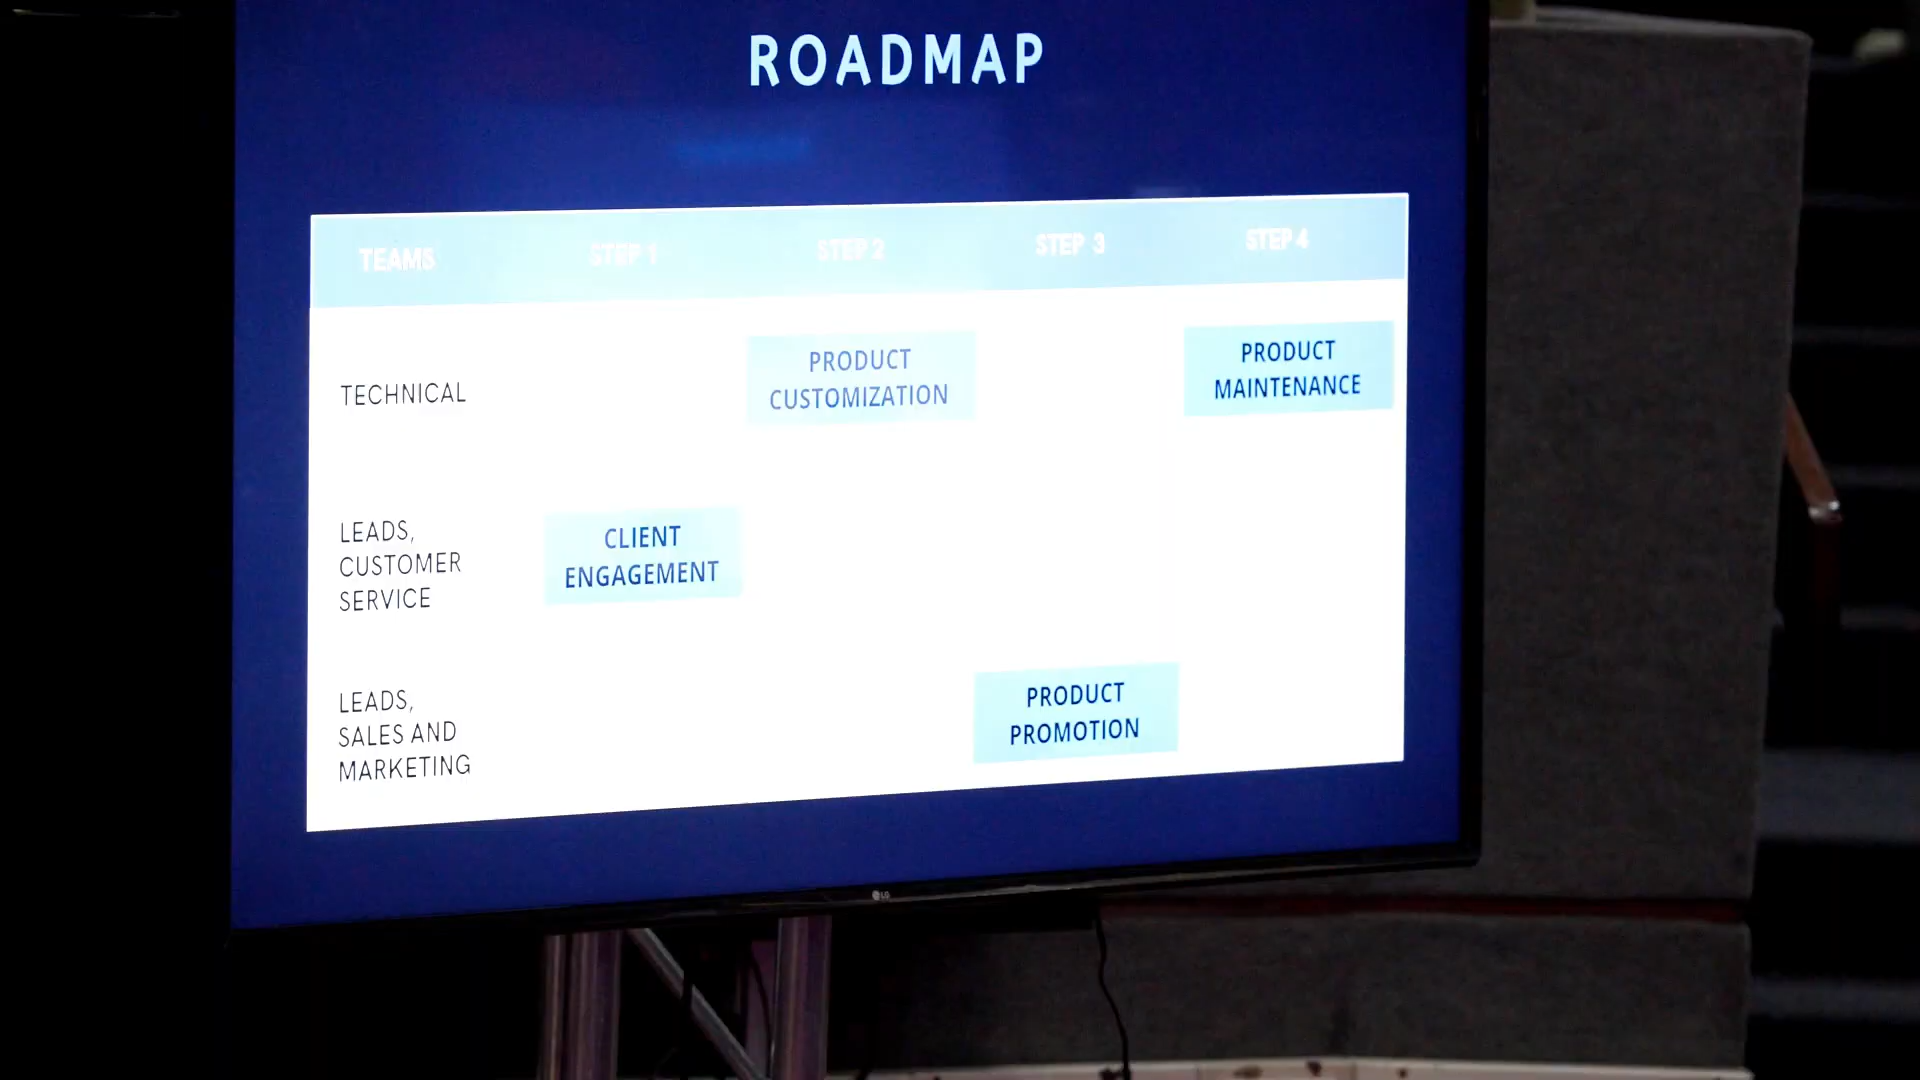 ROADMAP
TEAMS STEP 1 STEP 2 STEP 3 STEP 4
TECHNICAL
PRODUCT
CUSTOMIZATION
PRODUCT
MAINTENANCE
LEADS,
CUSTOMER
SERVICE
CLIENT
ENGAGEMENT
LEADS,
SALES AND
MARKETING
PRODUCT
PROMOTION
LG